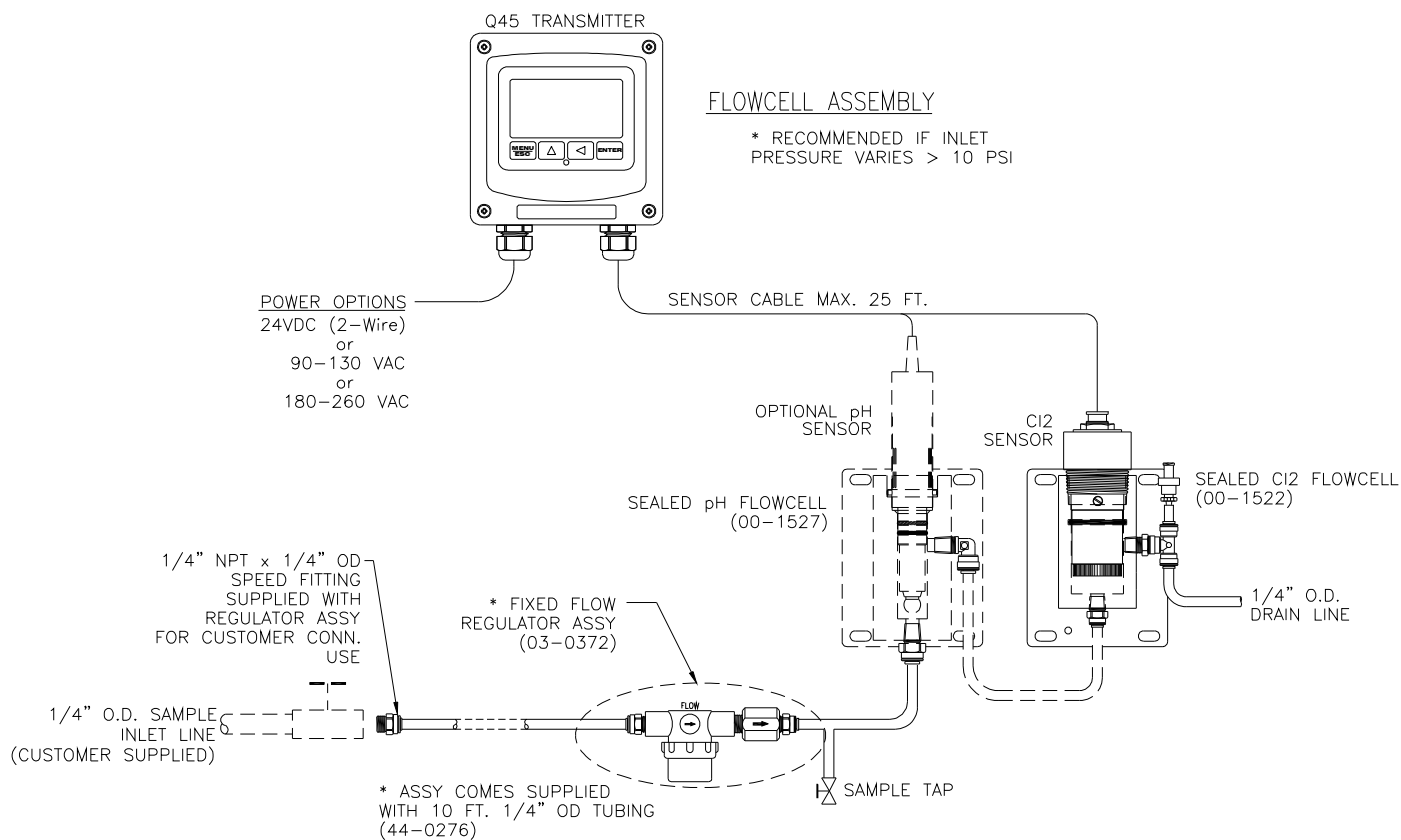 Q45 TRANSMITTER
MENU
ESC
ENTER
FLOWCELL ASSEMBLY
* RECOMMENDED IF INLET
PRESSURE VARIES > 10 PSI
POWER OPTIONS
24VDC (2-Wire)
or
90-130 VAC
or
180-260 VAC
SENSOR CABLE MAX. 25 FT.
OPTIONAL pH
SENSOR
Cl2
SENSOR
SEALED pH FLOWCELL
(00-1527)
SEALED Cl2 FLOWCELL
(00-1522)
1/4" O.D.
DRAIN LINE
1/4" NPT x 1/4" OD
SPEED FITTING
SUPPLIED WITH
REGULATOR ASSY
FOR CUSTOMER CONN.
USE
* FIXED FLOW
REGULATOR ASSY
(03-0372)
FLOW
1/4" O.D. SAMPLE
INLET LINE
(CUSTOMER SUPPLIED)
* ASSY COMES SUPPLIED
WITH 10 FT. 1/4" OD TUBING
(44-0276)
SAMPLE TAP